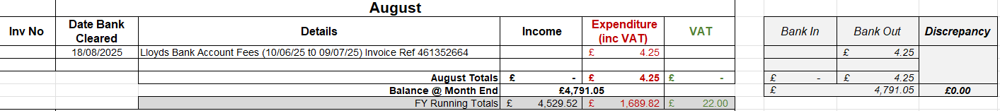 August
Inv No Date Bank Cleared Details Income Expenditure (inc VAT) VAT Bank In Bank Out Discrepancy
18/08/2025 Lloyds Bank Account Fees (10/06/25 t0 09/07/25) Invoice Ref 461352664 £ 4.25 £ 4.25
August Totals £ - £ 4.25 £ - £ - £ 4.25
Balance @ Month End £4,791.05 £ 4,791.05 £0.00
FY Running Totals £ 4,529.52 £ 1,689.82 £ 22.00